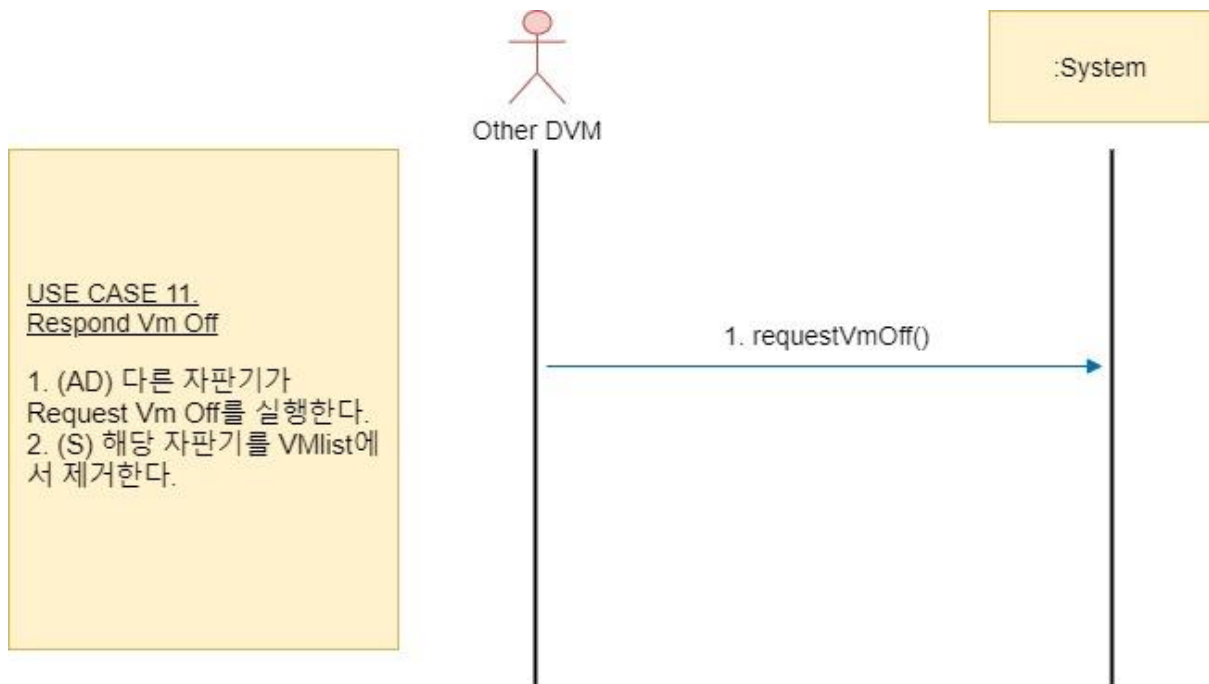 Other DVM
:System
USE CASE 11.
Respond Vm Off
1. (AD) 다른 자판기가
Request Vm Off를 실행한다.
2. (S) 해당 자판기를 VMlist에
서 제거한다.
1. requestVmOff()